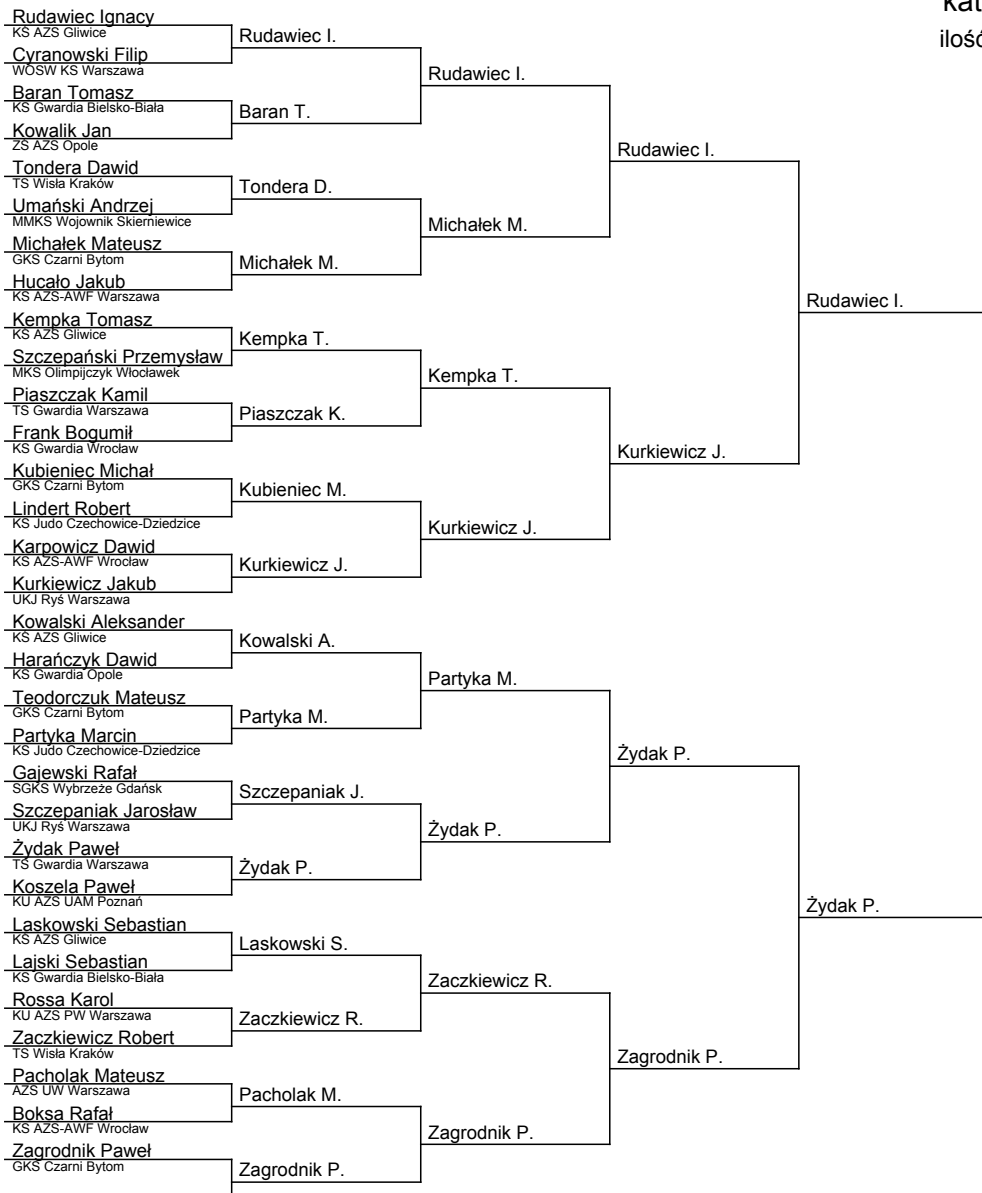 Rudawiec Ignacy
KS AZS Gliwice
Cyranowski Filip
WOSW KS Warszawa
Baran Tomasz
KS Gwardia Bielsko-Biała
Kowalik Jan
ZS AZS Opole
Tondera Dawid
TS Wisła Kraków
Umański Andrzej
MMKS Wojownik Skierniewice
Michałek Mateusz
GKS Czarni Bytom
Hucało Jakub
KS AZS-AWF Warszawa
Kempka Tomasz
KS AZS Gliwice
Szczepański Przemysław
MKS Olimpijczyk Włocławek
Piaszczak Kamil
TS Gwardia Warszawa
Frank Bogumił
KS Gwardia Wrocław
Kubieniec Michał
GKS Czarni Bytom
Lindert Robert
KS Judo Czechowice-Dziedzice
Karpowicz Dawid
KS AZS-AWF Wrocław
Kurkiewicz Jakub
UKJ Ryś Warszawa
Kowalski Aleksander
KS AZS Gliwice
Harańczyk Dawid
KS Gwardia Opole
Teodorczuk Mateusz
GKS Czarni Bytom
Partyka Marcin
KS Judo Czechowice-Dziedzice
Gajewski Rafał
SGKS Wybrzeże Gdańsk
Szczepaniak Jarosław
UKJ Ryś Warszawa
Żydak Paweł
TS Gwardia Warszawa
Koszela Paweł
KU AZS UAM Poznań
Laskowski Sebastian
KS AZS Gliwice
Lajski Sebastian
KS Gwardia Bielsko-Biała
Rossa Karol
KU AZS PW Warszawa
Zaczkiewicz Robert
TS Wisła Kraków
Pacholak Mateusz
AZS UW Warszawa
Boksa Rafał
KS AZS-AWF Wrocław
Zagrodnik Paweł
GKS Czarni Bytom
Rudawiec I.
Baran T.
Tondera D.
Michałek M.
Kempka T.
Piaszczak K.
Kubieniec M.
Kurkiewicz J.
Kowalski A.
Partyka M.
Szczepaniak J.
Żydak P.
Laskowski S.
Zaczkiewicz R.
Pacholak M.
Zagrodnik P.
Rudawiec I.
Michałek M.
Kempka T.
Kurkiewicz J.
Partyka M.
Żydak P.
Zaczkiewicz R.
Zagrodnik P.
Rudawiec I.
Kurkiewicz J.
Żydak P.
Zagrodnik P.
Rudawiec I.
Żydak P.
kat
ilość